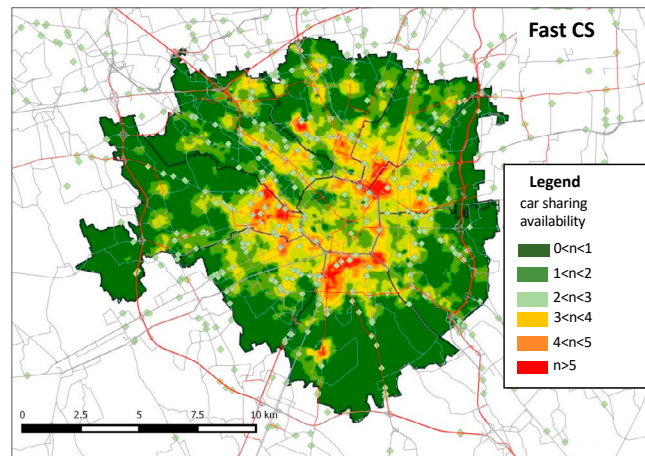 Fast CS
Legend
car sharing
availability
0<n<1
1<n<2
2<n<3
3<n<4
4<n<5
n>5
0 2.5 5 7.5 10 km